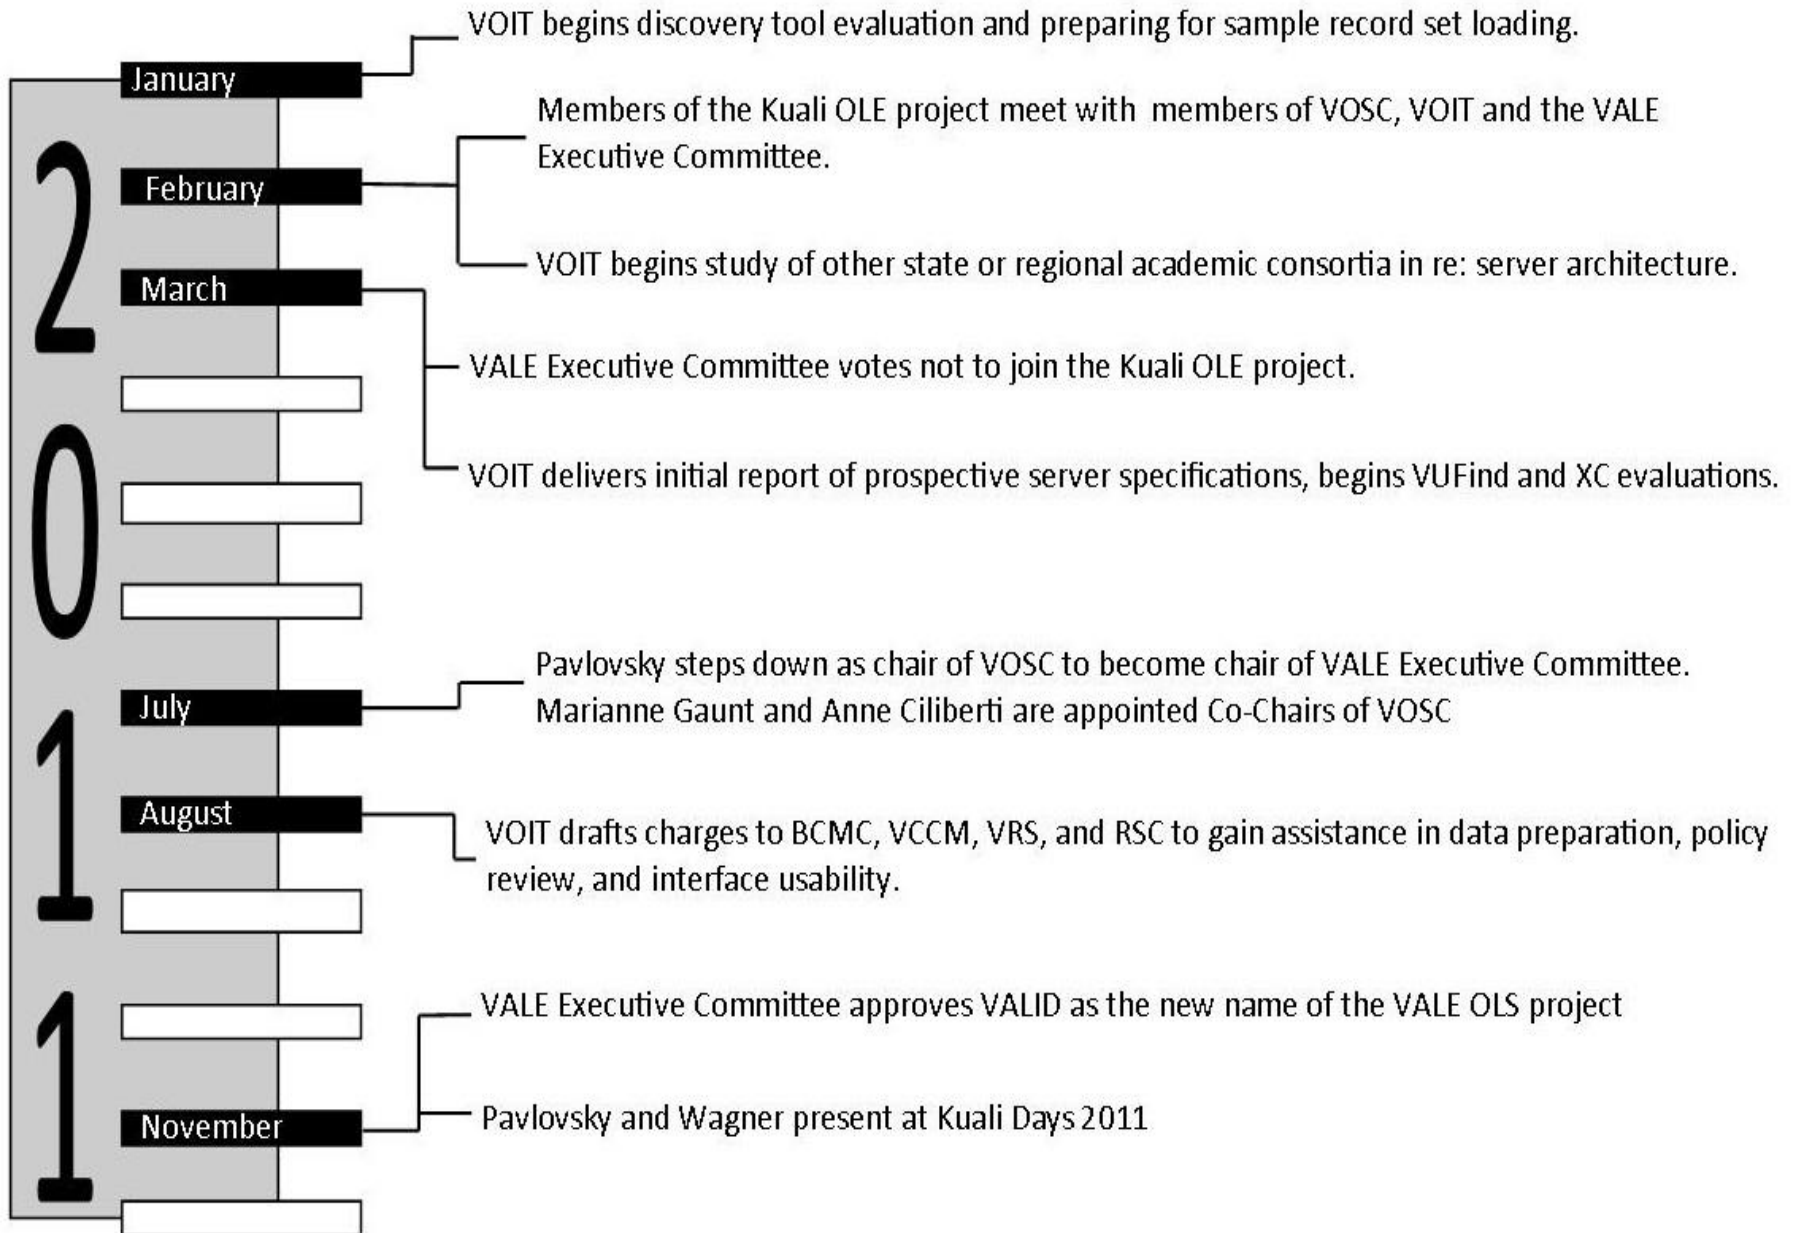 2011
January
VOIT begins discovery tool evaluation and preparing for sample record set loading.
February
Members of the Kuali OLE project meet with members of VOSC, VOIT and the VALE
Executive Committee.
VOIT begins study of other state or regional academic consortia in re: server architecture.
March
VALE Executive Committee votes not to join the Kuali OLE project.
VOIT delivers initial report of prospective server specifications, begins VUFind and XC evaluations.
July
Pavlovsky steps down as chair of VOSC to become chair of VALE Executive Committee.
Marianne Gaunt and Anne Ciliberti are appointed Co-Chairs of VOSC
August
VOIT drafts charges to BCMC, VCCM, VRS, and RSC to gain assistance in data preparation, policy
review, and interface usability.
November
VALE Executive Committee approves VALID as the new name of the VALE OLS project
Pavlovsky and Wagner present at Kuali Days 2011